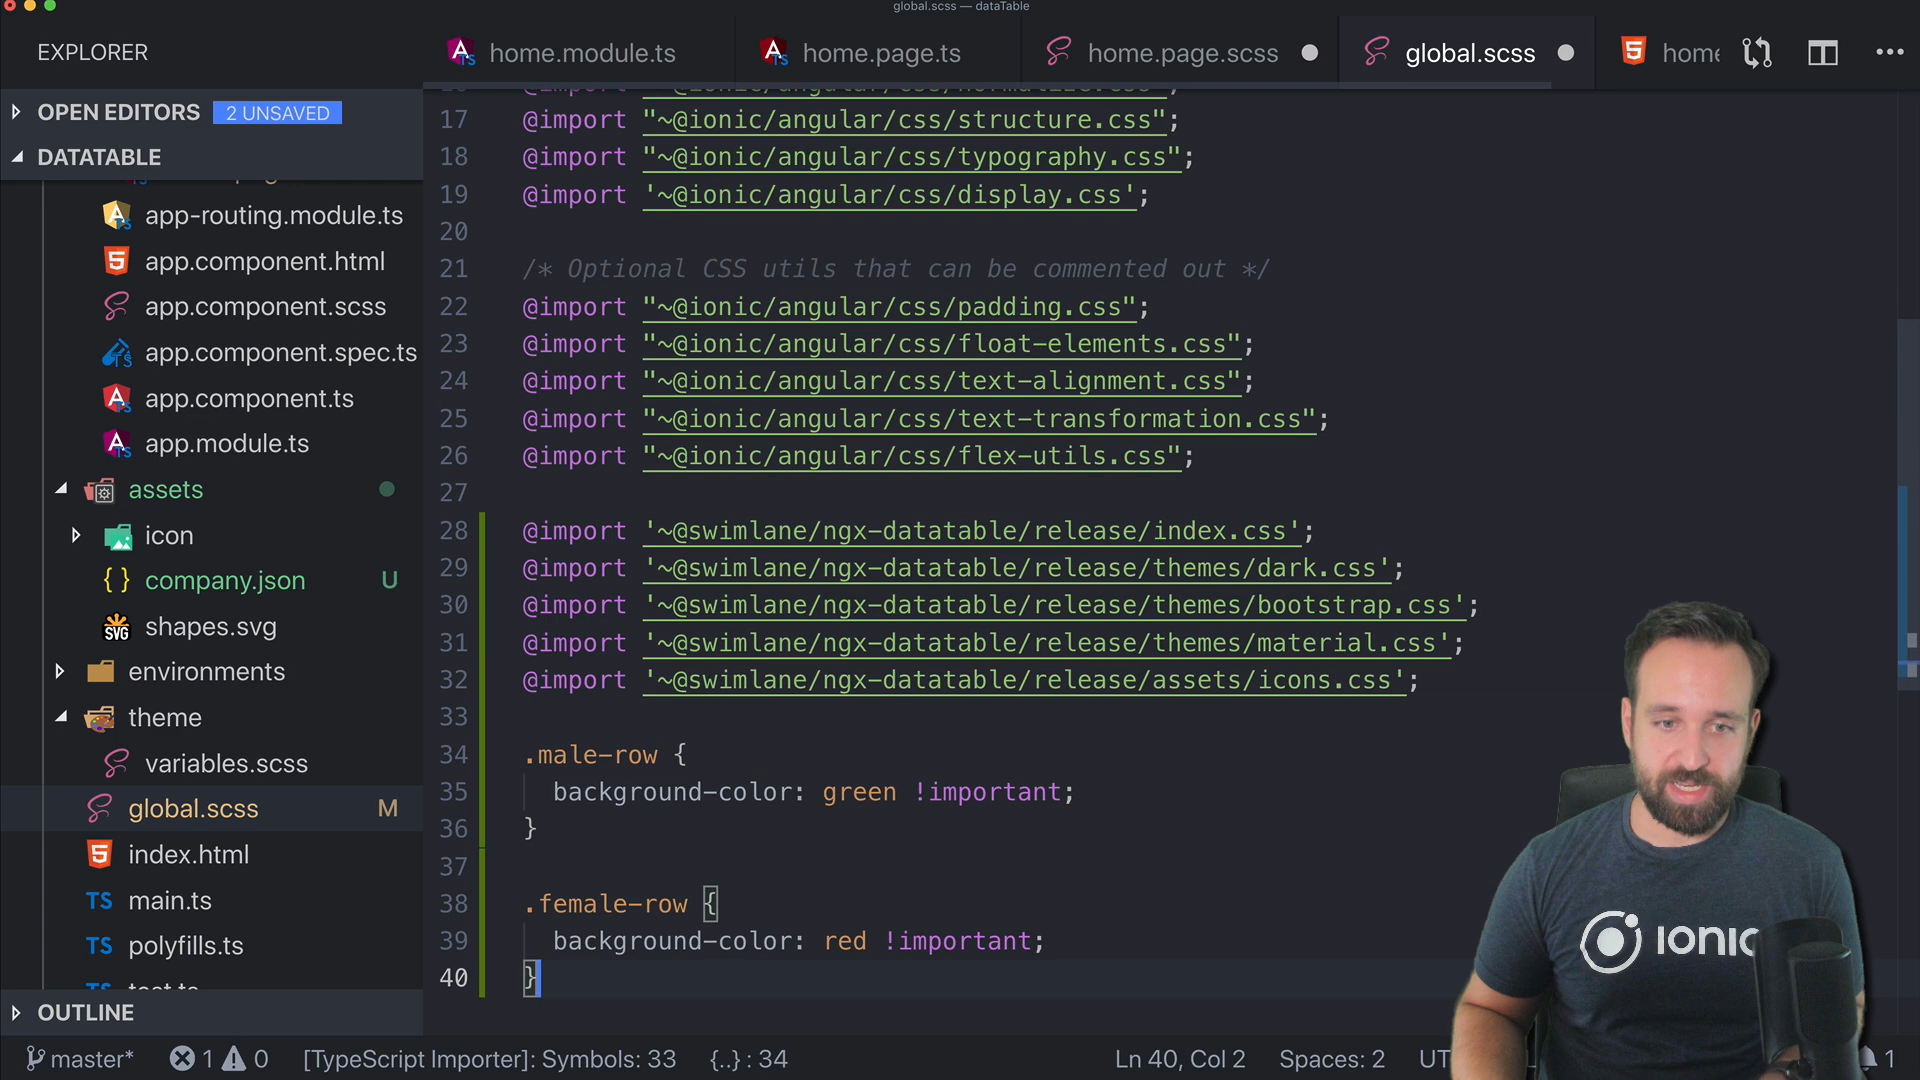 global.scss — dataTable
EXPLORER
OPEN EDITORS 2 UNSAVED
DATATABLE
app-routing.module.ts
app.component.html
app.component.scss
app.component.spec.ts
app.component.ts
app.module.ts
assets
icon
company.json U
shapes.svg
environments
theme
variables.scss
global.scss M
index.html
main.ts
polyfills.ts
test.ts
OUTLINE
home.module.ts
home.page.ts
home.page.scss
global.scss
home
17 @import "~@ionic/angular/css/structure.css";
18 @import "~@ionic/angular/css/typography.css";
19 @import '~@ionic/angular/css/display.css';
20
21 /* Optional CSS utils that can be commented out */
22 @import "~@ionic/angular/css/padding.css";
23 @import "~@ionic/angular/css/float-elements.css";
24 @import "~@ionic/angular/css/text-alignment.css";
25 @import "~@ionic/angular/css/text-transformation.css";
26 @import "~@ionic/angular/css/flex-utils.css";
27
28 @import '~@swimlane/ngx-datatable/release/index.css';
29 @import '~@swimlane/ngx-datatable/release/themes/dark.css';
30 @import '~@swimlane/ngx-datatable/release/themes/bootstrap.css';
31 @import '~@swimlane/ngx-datatable/release/themes/material.css';
32 @import '~@swimlane/ngx-datatable/release/assets/icons.css';
33
34 .male-row {
35 background-color: green !important;
36 }
37
38 .female-row {
39 background-color: red !important;
40 }
IONIC
master* 1 0 [TypeScript Importer]: Symbols: 33 {..} : 34 Ln 40, Col 2 Spaces: 2 UT 1